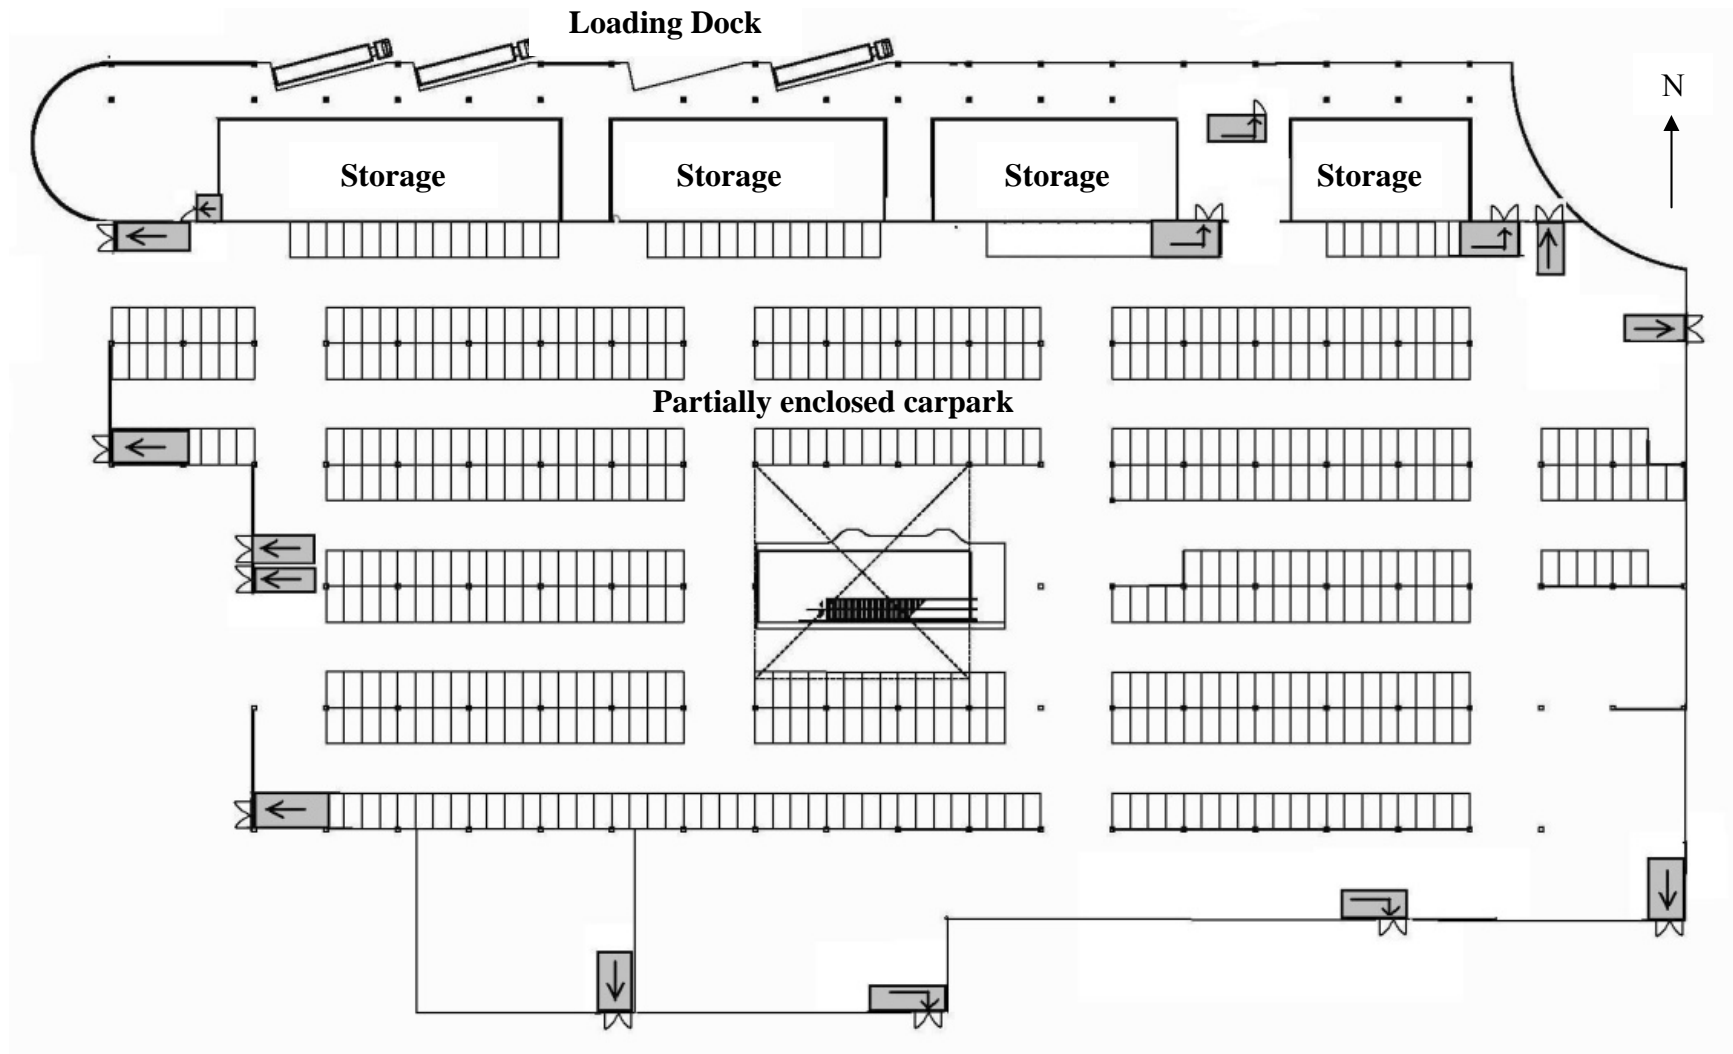 Loading Dock
N
Storage
Storage
Storage
Storage
Partially enclosed carpark